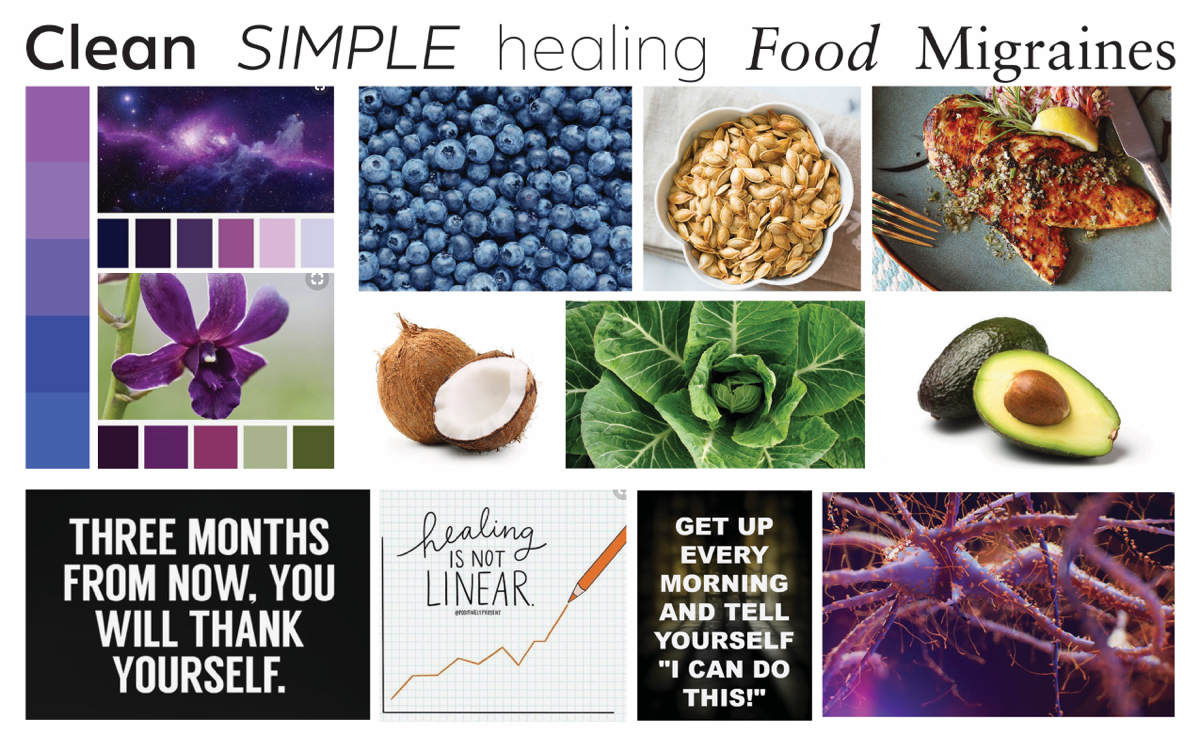 Clean SIMPLE healing Food Migraines
THREE MONTHS
FROM NOW, YOU
WILL THANK
YOURSELF.
healing
IS NOT
LINEAR.
@POSITIVELYPRESENT
GET UP
EVERY
MORNING
AND TELL
YOURSELF
"I CAN DO
THIS!"